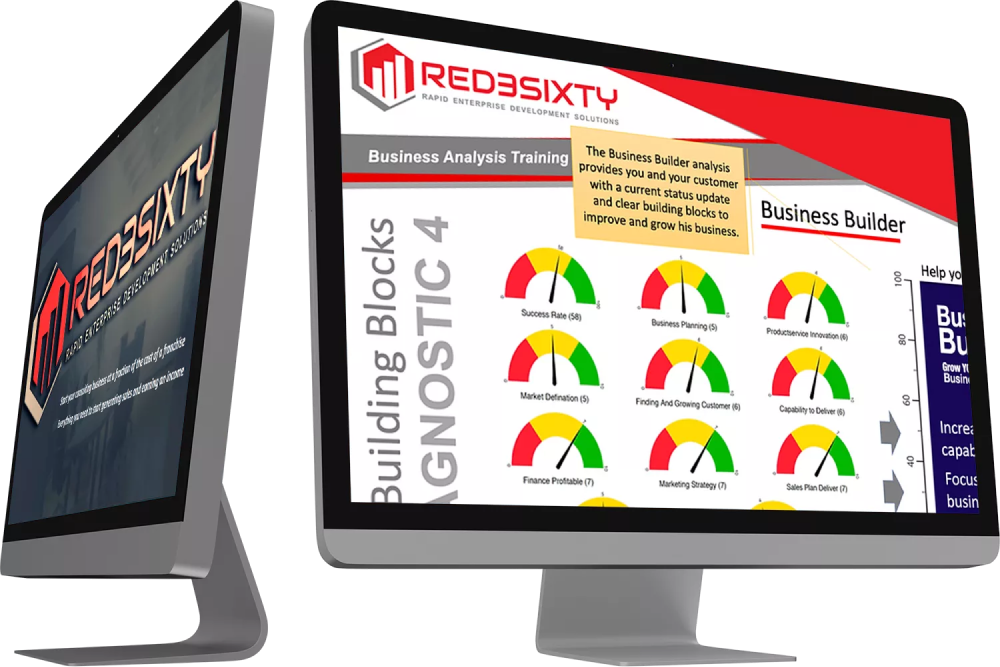 RED3SIXTY
RAPID ENTERPRISE DEVELOPMENT SOLUTIONS
Start your consulting business at a fraction of the cost of a franchise
Everything you need to start generating sales and earning an income
RED3SIXTY
RAPID ENTERPRISE DEVELOPMENT SOLUTIONS
Business Analysis Training
The Business Builder analysis
provides you and your customer
with a current status update
and clear building blocks to
improve and grow his business.
Business Builder
Building Blocks
AGNOSTIC 4
Success Rate (58)
Business Planning (5)
Productservice Innovation (6)
Market Defination (5)
Finding And Growing Customer (6)
Capability to Deliver (6)
Finance Profitable (7)
Marketing Strategy (7)
Sales Plan Deliver (7)
100
80
60
40
Help yo
Bus
Bu
Grow YO
Busin
Increa
capab
Focus
busin